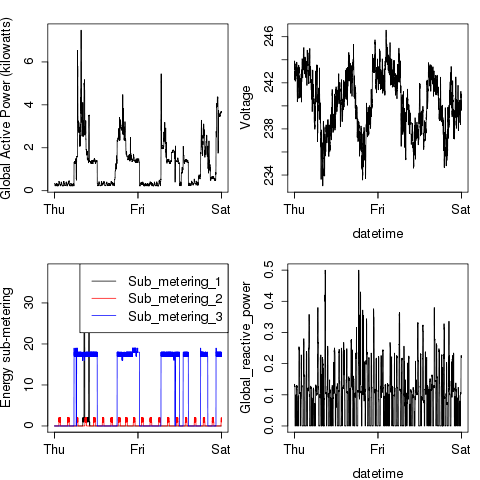 Global Active Power (kilowatts)
0 2 4 6
Thu Fri Sat
Voltage
234 238 242 246
Thu Fri Sat
datetime
Energy sub-metering
0 10 20 30
Sub_metering_1
Sub_metering_2
Sub_metering_3
Thu Fri Sat
Global_reactive_power
0.0 0.1 0.2 0.3 0.4 0.5
Thu Fri Sat
datetime